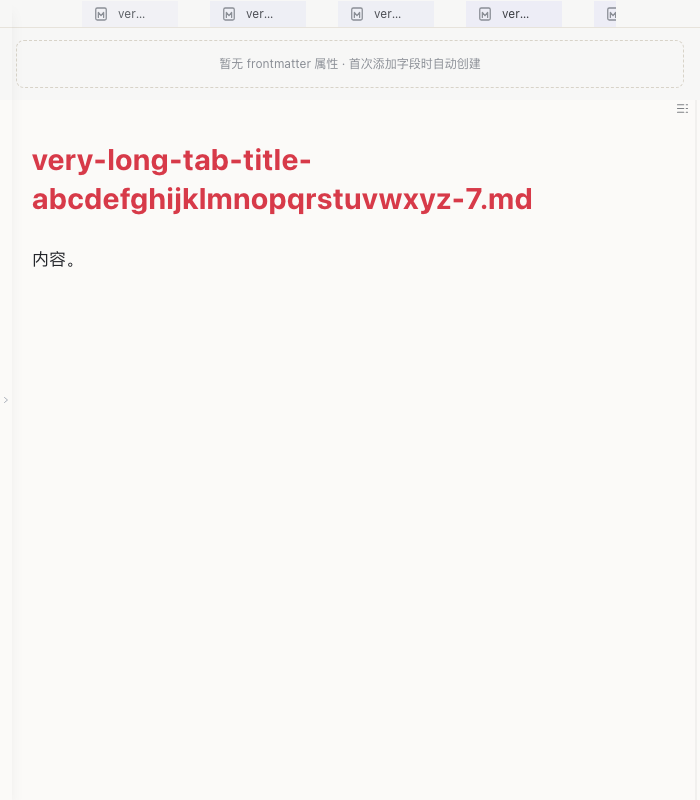 ver...
ver...
ver...
ver...
暂无 frontmatter 属性 · 首次添加字段时自动创建
very-long-tab-title-
abcdefghijklmnopqrstuvwxyz-7.md
内容。